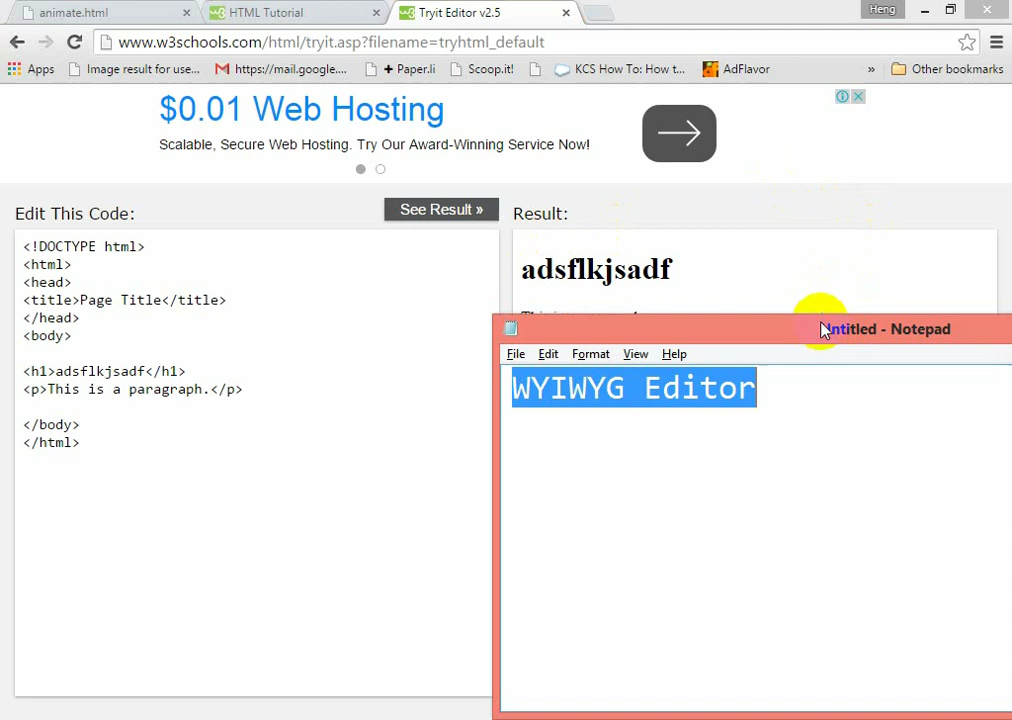 animate.html
HTML Tutorial
Tryit Editor v2.5
Heng
www.w3schools.com/html/tryit.asp?filename=tryhtml_default
Apps
Image result for use...
https://mail.google....
+ Paper.li
Scoop.it!
KCS How To: How t...
AdFlavor
»
Other bookmarks
$0.01 Web Hosting
Scalable, Secure Web Hosting. Try Our Award-Winning Service Now!
Edit This Code:
See Result »
Result:
<!DOCTYPE html>
<html>
<head>
<title>Page Title</title>
</head>
<body>
<h1>adsflkjsadf</h1>
<p>This is a paragraph.</p>
</body>
</html>
adsflkjsadf
Untitled - Notepad
File Edit Format View Help
WYIWYG Editor